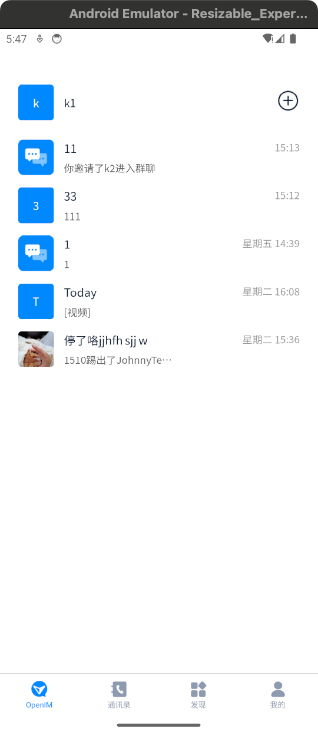 Android Emulator - Resizable_Exper...
5:47
k
k1
11
15:13
你邀请了k2进入群聊
3
33
15:12
111
1
星期五 14:39
1
T
Today
星期二 16:08
[视频]
停了咯jjhfh sjj w
星期二 15:36
1510踢出了JohnnyTe…
OpenIM
通讯录
发现
我的